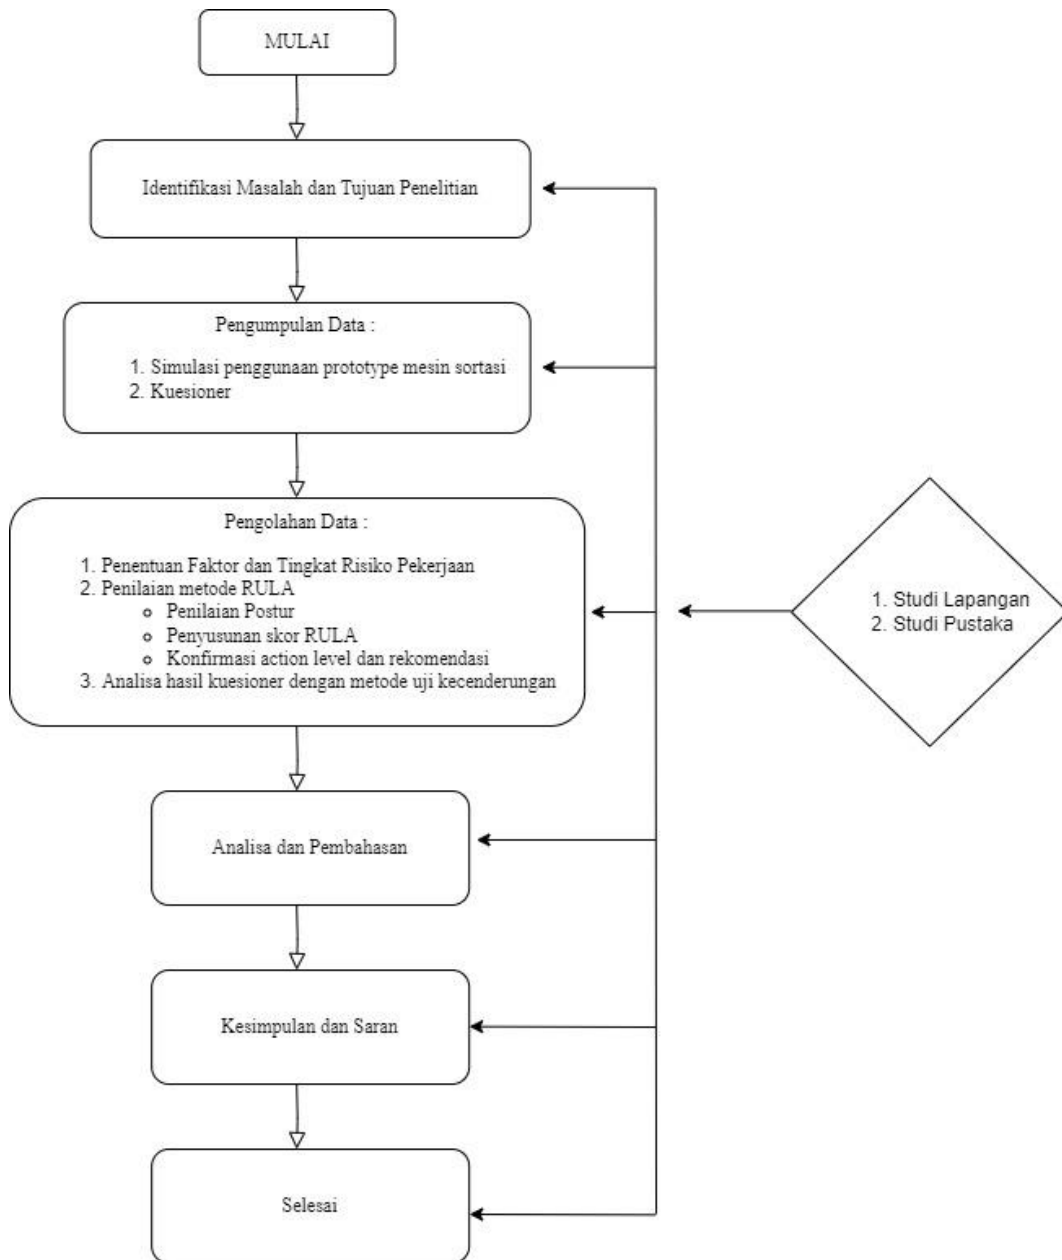 MULAI
Identifikasi Masalah dan Tujuan Penelitian
Pengumpulan Data :
1. Simulasi penggunaan prototype mesin sortasi
2. Kuesioner
Pengolahan Data :
1. Penentuan Faktor dan Tingkat Risiko Pekerjaan
2. Penilaian metode RULA
Penilaian Postur
Penyusunan skor RULA
Konfirmasi action level dan rekomendasi
3. Analisa hasil kuesioner dengan metode uji kecenderungan
1. Studi Lapangan
2. Studi Pustaka
Analisa dan Pembahasan
Kesimpulan dan Saran
Selesai